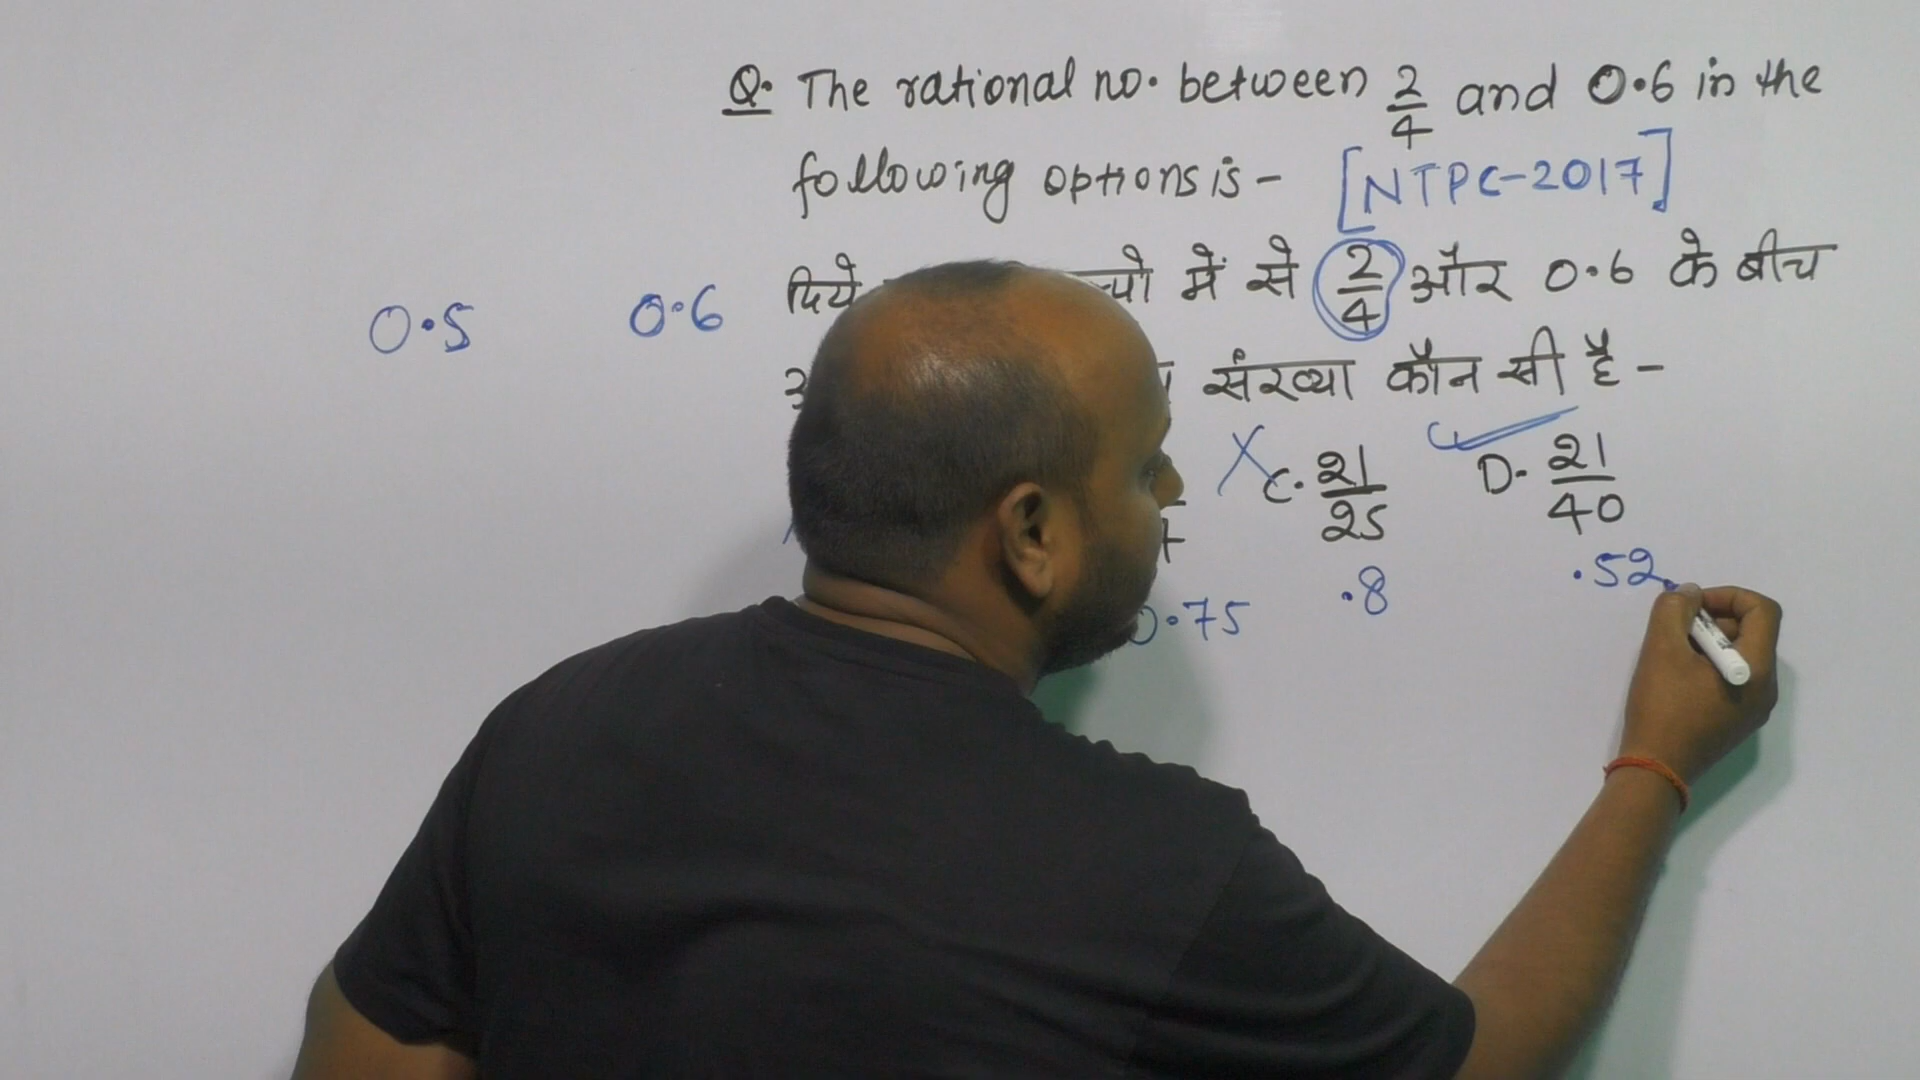 Q. The rational no. between 2/4 and 0.6 in the
following options is - [NTPC-2017]
दिये में से 2/4 और 0.6 के बीच
संख्या कौन सी है -
0.5 0.6
C. 21/25 D. 21/40
0.75 .8 .52